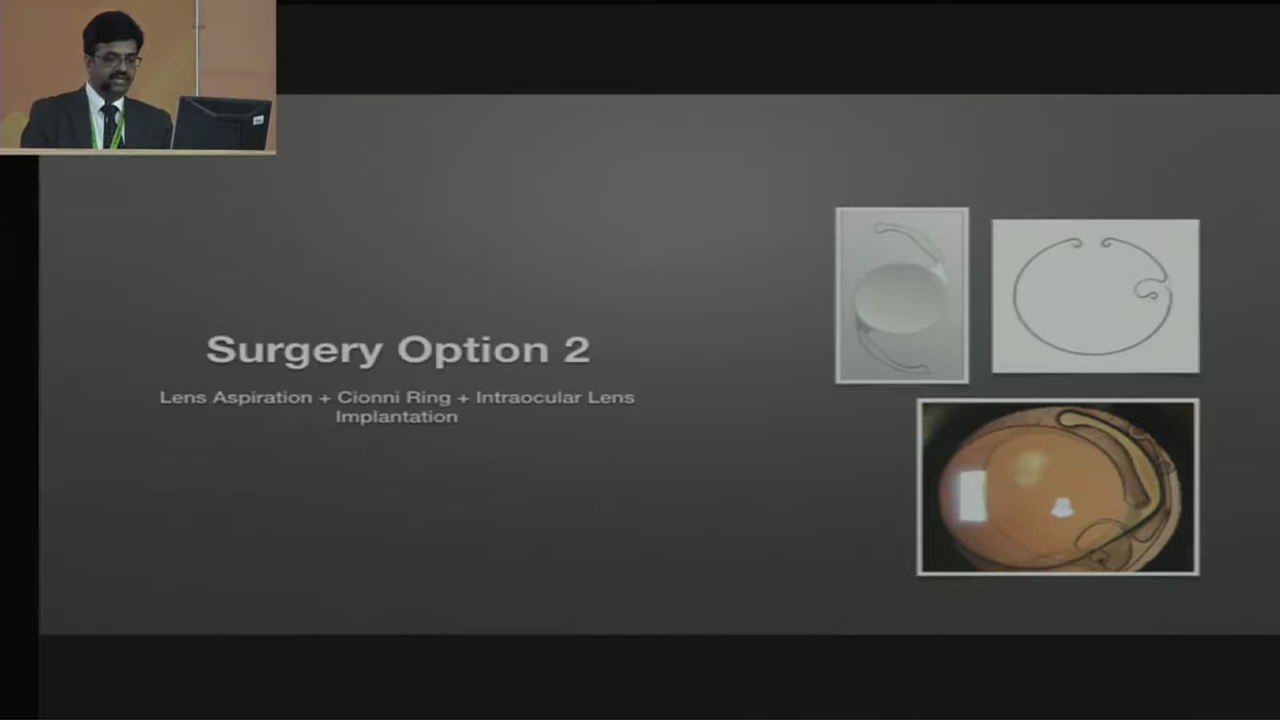 Surgery Option 2
Lens Aspiration + Cionni Ring + Intraocular Lens
Implantation